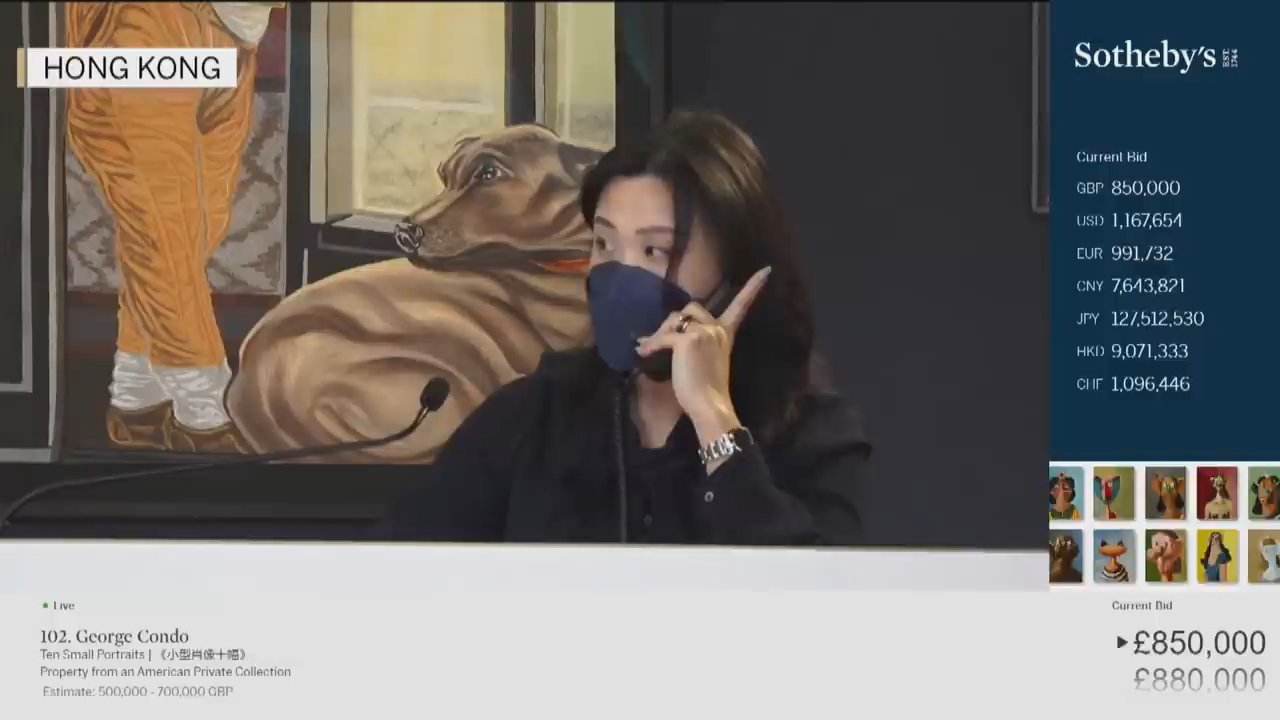 HONG KONG
Sotheby's EST. 1744
Current Bid
GBP 850,000
USD 1,167,654
EUR 991,732
CNY 7,643,821
JPY 127,512,530
HKD 9,071,333
CHF 1,096,446
Live
102. George Condo
Ten Small Portraits | 《小型肖像十幅》
Property from an American Private Collection
Estimate: 500,000 - 700,000 GBP
Current Bid
£850,000
£880,000